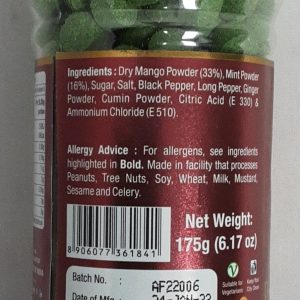 Ingredients : Dry Mango Powder (33%), Mint Powder
(16%), Sugar, Salt, Black Pepper, Long Pepper, Ginger
Powder, Cumin Powder, Citric Acid (E 330) &
Ammonium Chloride (E 510).
Allergy Advice : For allergens, see ingredients
highlighted in Bold. Made in facility that processes
Peanuts, Tree Nuts, Soy, Wheat, Milk, Mustard,
Sesame and Celery.
Net Weight:
175g (6.17 oz)
8 906077 361841
Batch No. : AF22006
Suitable for
Vegetarians
Date of Mfg